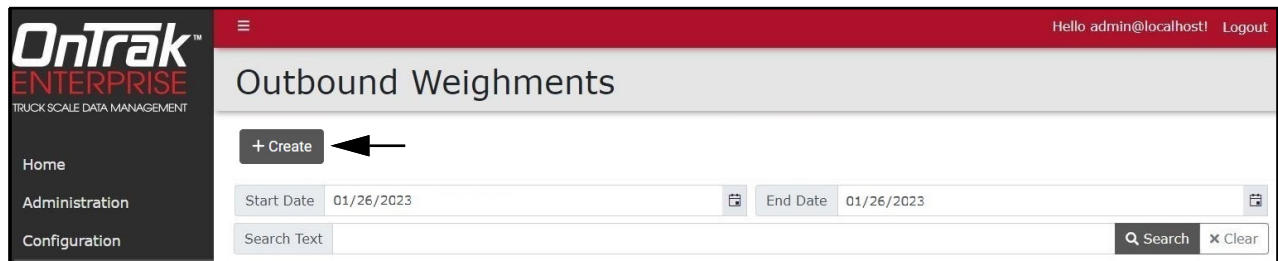 OnTrak™
ENTERPRISE
TRUCK SCALE DATA MANAGEMENT
Home
Administration
Configuration
Hello admin@localhost! Logout
Outbound Weighments
+ Create
Start Date 01/26/2023 End Date 01/26/2023
Search Text Search × Clear